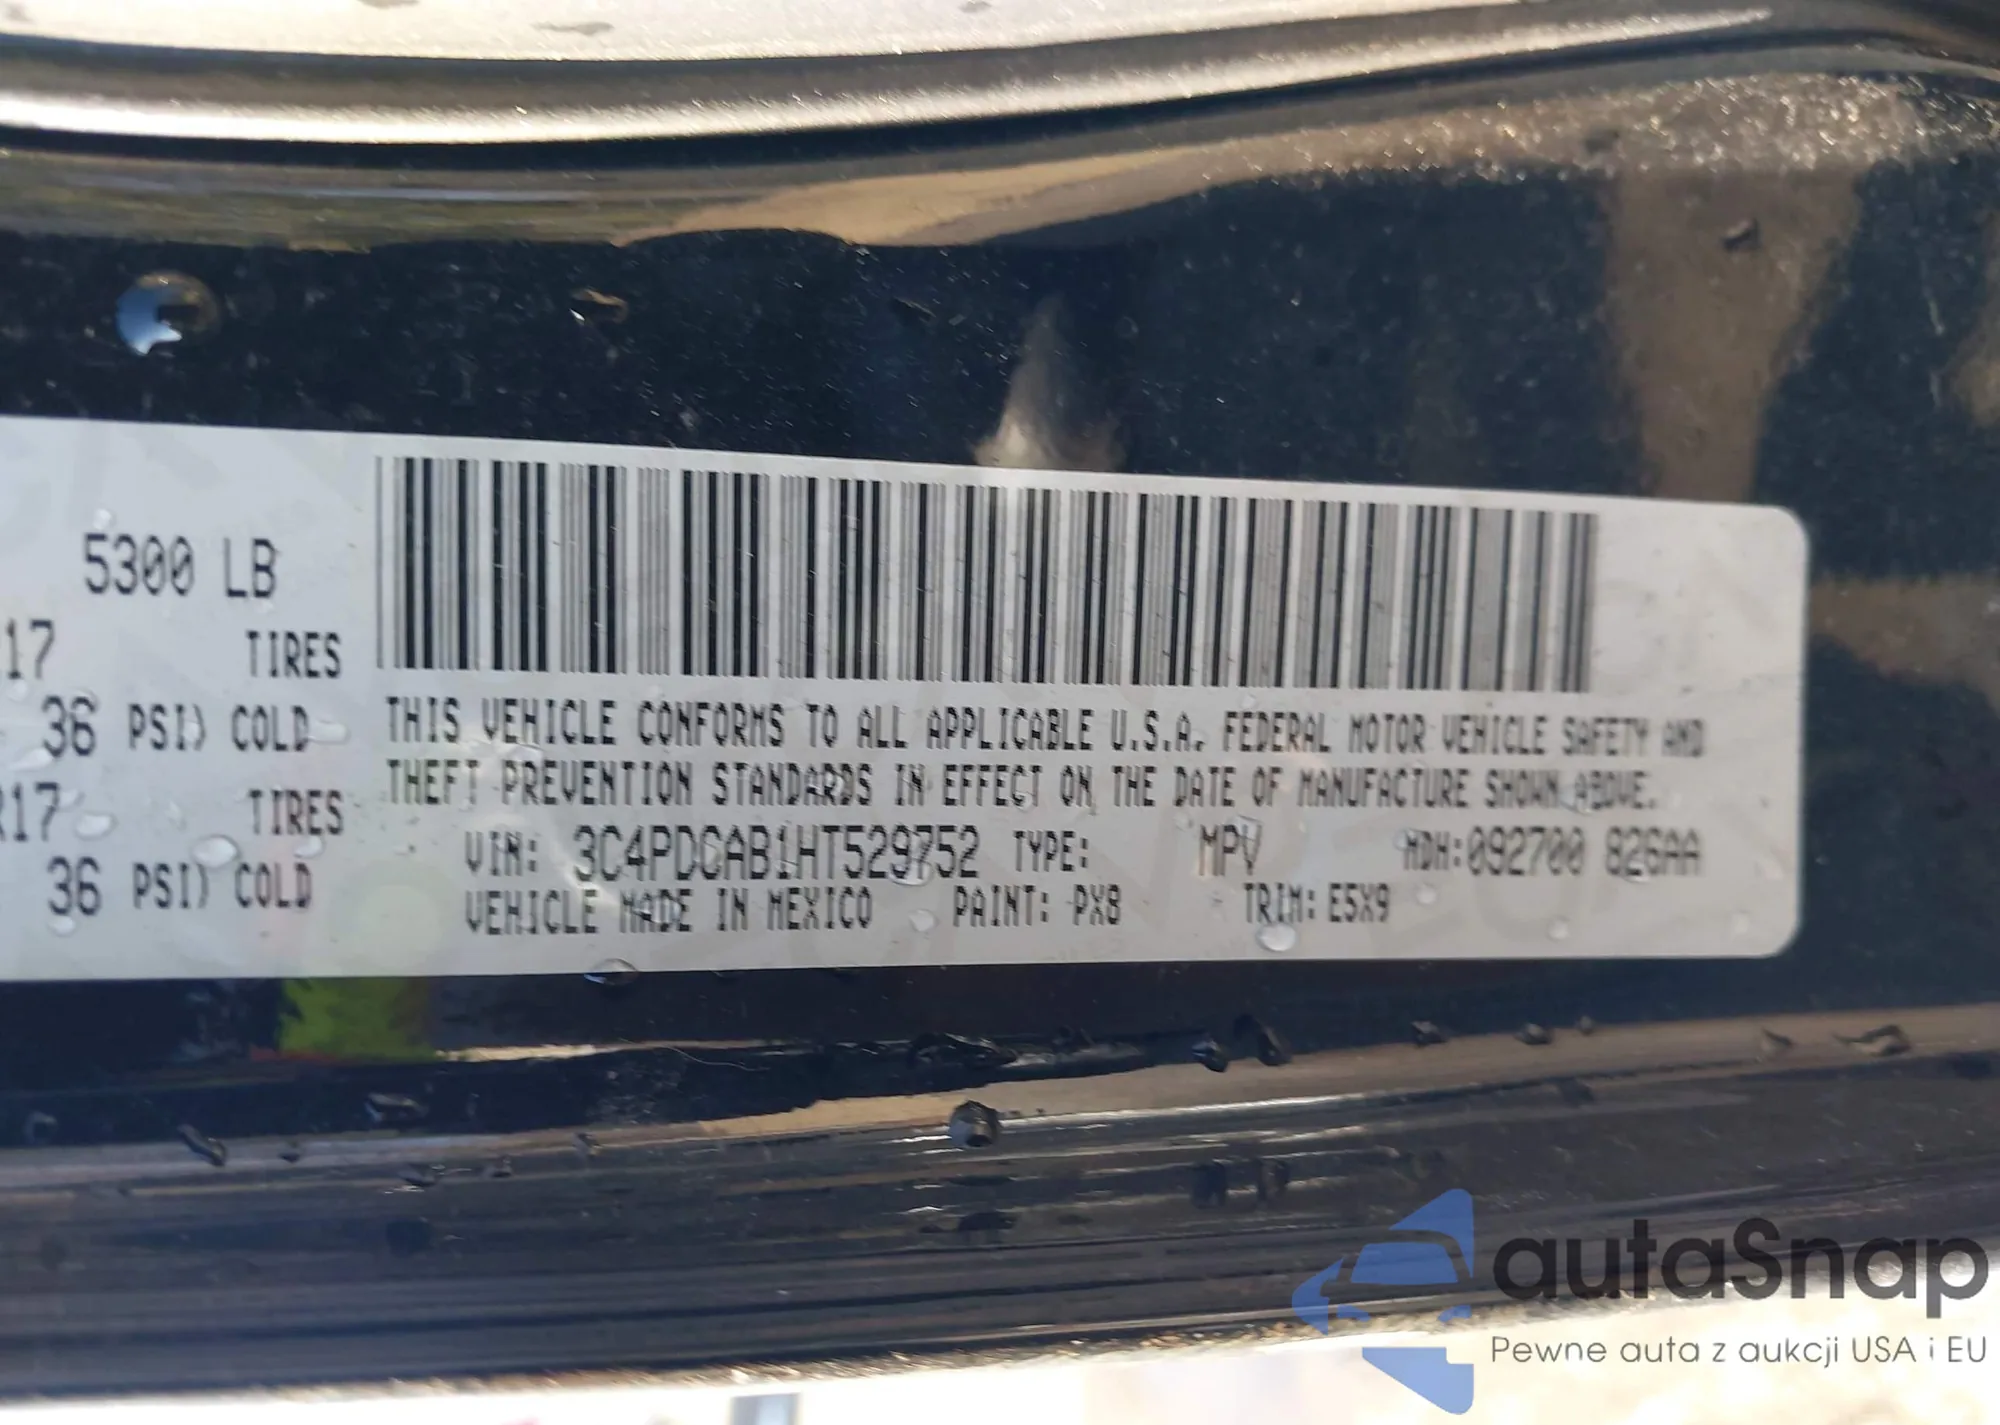 5300 LB
17 TIRES
36 PSI) COLD
R17 TIRES
36 PSI) COLD
THIS VEHICLE CONFORMS TO ALL APPLICABLE U.S.A. FEDERAL MOTOR VEHICLE SAFETY AND
THEFT PREVENTION STANDARDS IN EFFECT ON THE DATE OF MANUFACTURE SHOWN ABOVE.
VIN: 3C4PDCAB1HT529752 TYPE: MPV MDH:092700 826AA
VEHICLE MADE IN MEXICO PAINT: PX8 TRIM: E5X9
autaSnap
Pewne auta z aukcji USA i EU